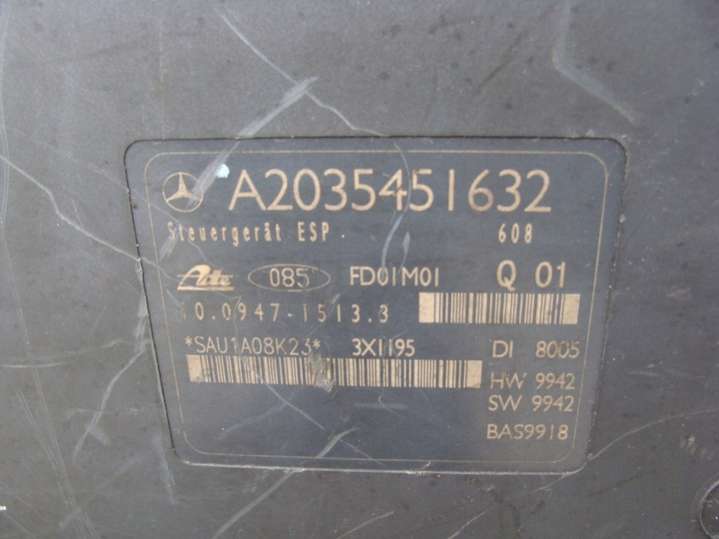 A2035451632
Steuergerät ESP. 608
Ate 085 FD01M01 Q 01
0.0947-1513.3
*SAU1A08K23* 3X1195 DI 8005
HW 9942
SW 9942
BAS9918